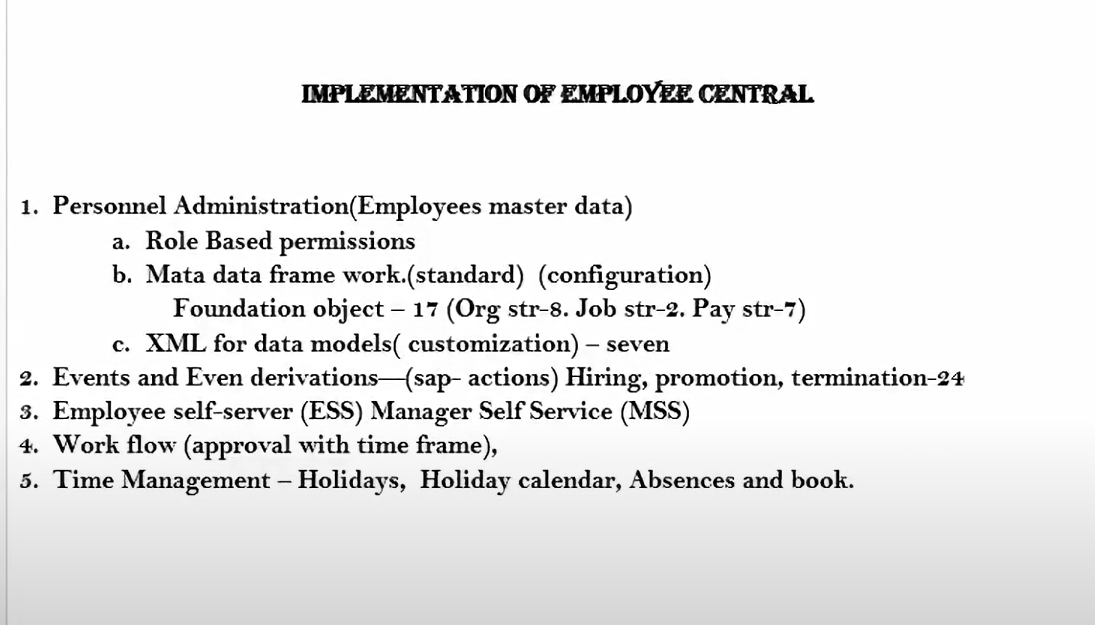 IMPLEMENTATION OF EMPLOYEE CENTRAL
1. Personnel Administration(Employees master data)
a. Role Based permissions
b. Mata data frame work.(standard) (configuration)
Foundation object – 17 (Org str-8. Job str-2. Pay str-7)
c. XML for data models( customization) – seven
2. Events and Even derivations—(sap- actions) Hiring, promotion, termination-24
3. Employee self-server (ESS) Manager Self Service (MSS)
4. Work flow (approval with time frame),
5. Time Management – Holidays, Holiday calendar, Absences and book.